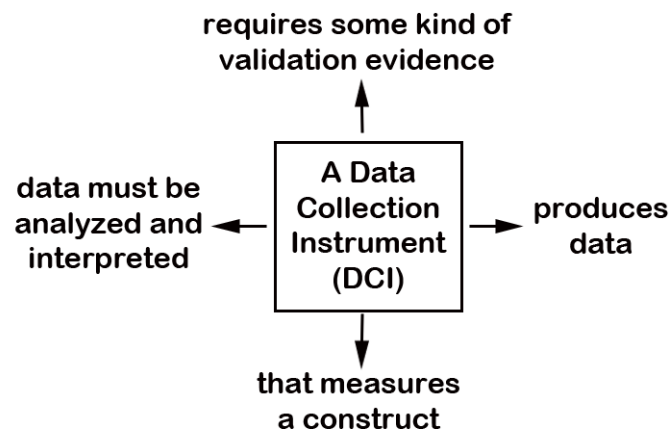 requires some kind of
validation evidence
data must be
analyzed and
interpreted
A Data
Collection
Instrument
(DCI)
produces
data
that measures
a construct